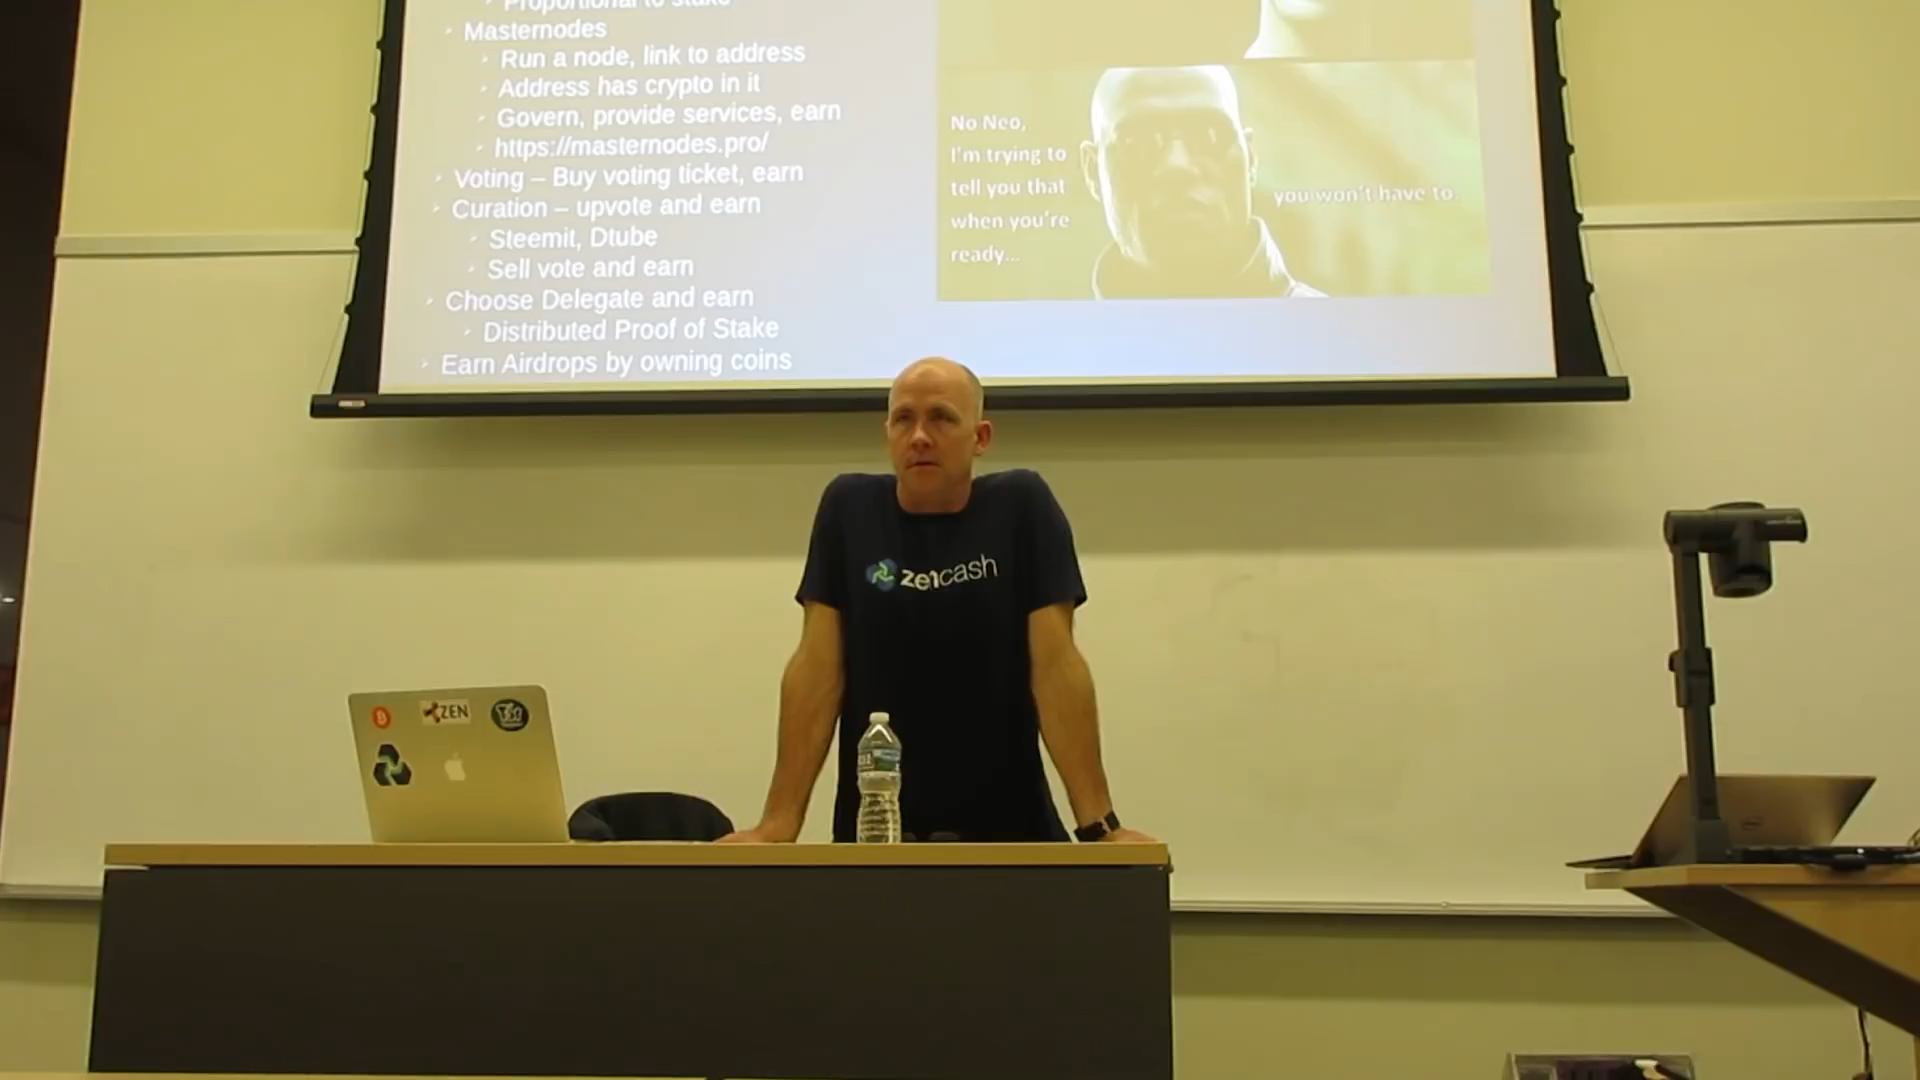 Proportional to stake
Masternodes
Run a node, link to address
Address has crypto in it
Govern, provide services, earn
https://masternodes.pro/
Voting – Buy voting ticket, earn
Curation – upvote and earn
Steemit, Dtube
Sell vote and earn
Choose Delegate and earn
Distributed Proof of Stake
Earn Airdrops by owning coins
No Neo,
I'm trying to
tell you that
when you're
ready...
you won't have to.
zencash
ZEN